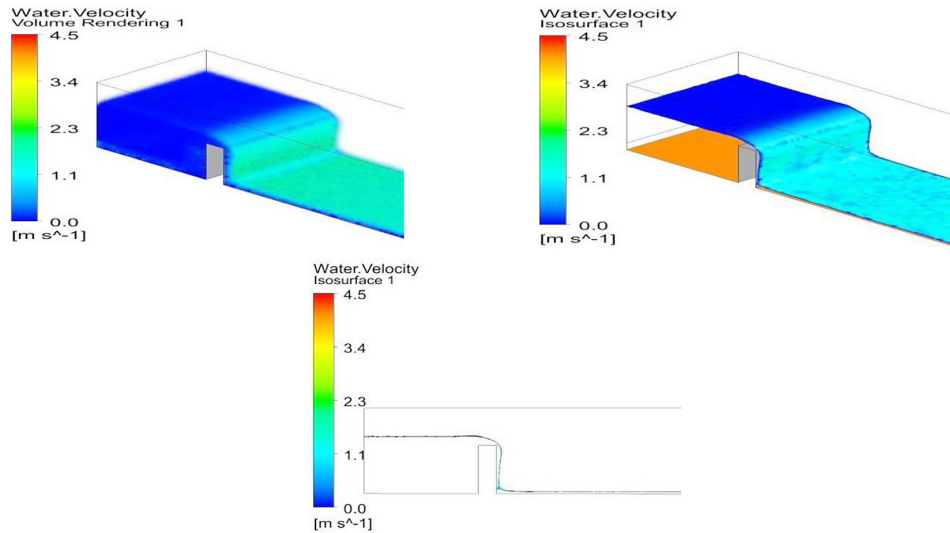 Water.Velocity
Volume Rendering 1
4.5
3.4
2.3
1.1
0.0
[m s^-1]
Water.Velocity
Isosurface 1
4.5
3.4
2.3
1.1
0.0
[m s^-1]
Water.Velocity
Isosurface 1
4.5
3.4
2.3
1.1
0.0
[m s^-1]